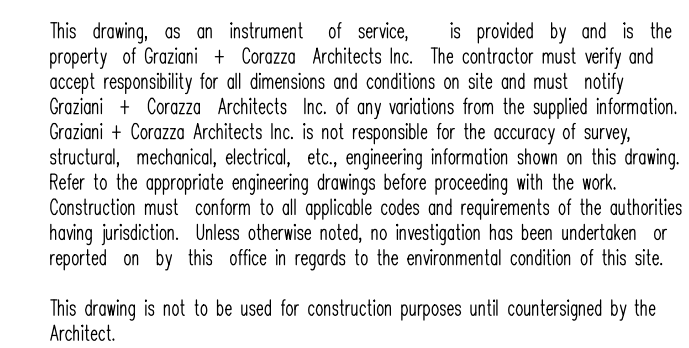 This drawing, as an instrument of service, is provided by and is the
property of Graziani + Corazza Architects Inc. The contractor must verify and
accept responsibility for all dimensions and conditions on site and must notify
Graziani + Corazza Architects Inc. of any variations from the supplied information.
Graziani + Corazza Architects Inc. is not responsible for the accuracy of survey,
structural, mechanical, electrical, etc., engineering information shown on this drawing.
Refer to the appropriate engineering drawings before proceeding with the work.
Construction must conform to all applicable codes and requirements of the authorities
having jurisdiction. Unless otherwise noted, no investigation has been undertaken or
reported on by this office in regards to the environmental condition of this site.

This drawing is not to be used for construction purposes until countersigned by the
Architect.